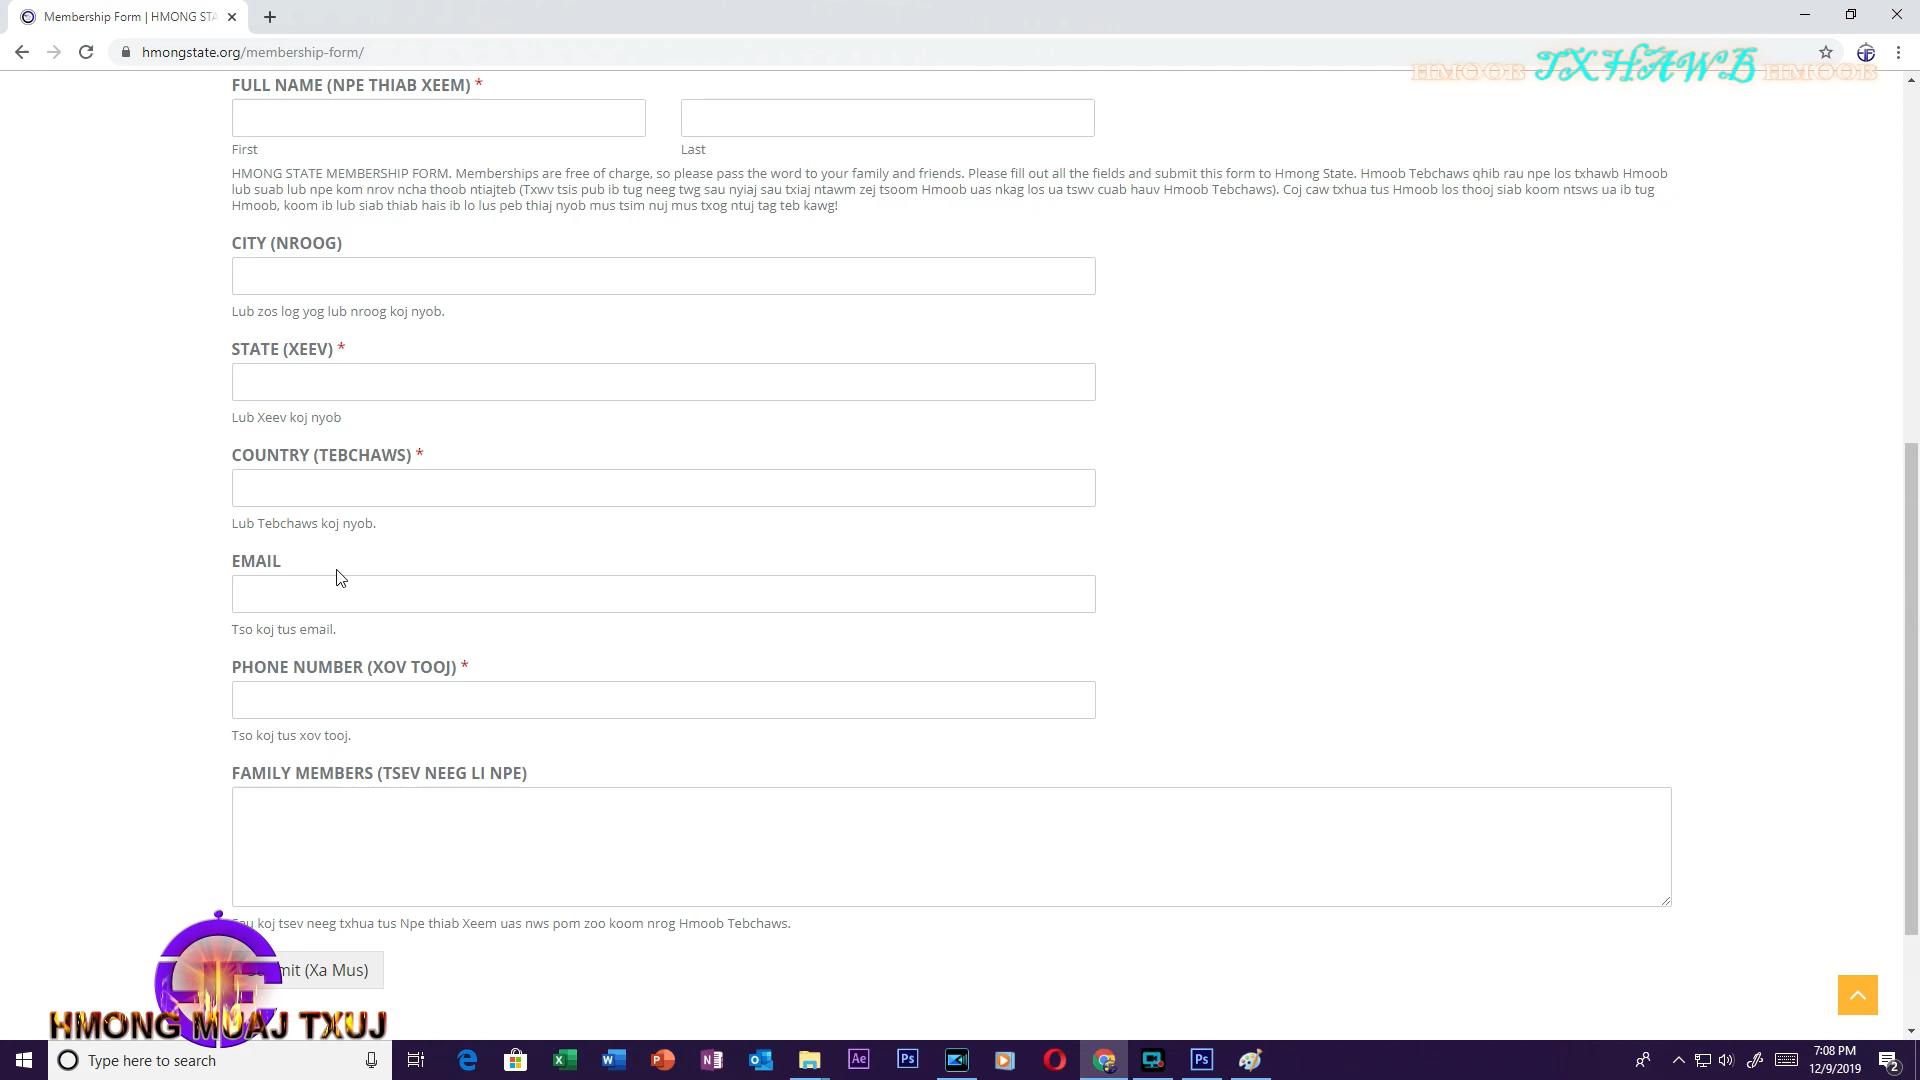 Membership Form | HMONG STA
hmongstate.org/membership-form/
HMOOB TXHAWB HMOOB
FULL NAME (NPE THIAB XEEM) *
First Last
HMONG STATE MEMBERSHIP FORM. Memberships are free of charge, so please pass the word to your family and friends. Please fill out all the fields and submit this form to Hmong State. Hmoob Tebchaws qhib rau npe los txhawb Hmoob
lub suab lub npe kom nrov ncha thoob ntiajteb (Txwv tsis pub ib tug neeg twg sau nyiaj sau txiaj ntawm zej tsoom Hmoob uas nkag los ua tswv cuab hauv Hmoob Tebchaws). Coj caw txhua tus Hmoob los thooj siab koom ntsws ua ib tug
Hmoob, koom ib lub siab thiab hais ib lo lus peb thiaj nyob mus tsim nuj mus txog ntuj tag teb kawg!
CITY (NROOG)
Lub zos log yog lub nroog koj nyob.
STATE (XEEV) *
Lub Xeev koj nyob
COUNTRY (TEBCHAWS) *
Lub Tebchaws koj nyob.
EMAIL
Tso koj tus email.
PHONE NUMBER (XOV TOOJ) *
Tso koj tus xov tooj.
FAMILY MEMBERS (TSEV NEEG LI NPE)
koj tsev neeg txhua tus Npe thiab Xeem uas nws pom zoo koom nrog Hmoob Tebchaws.
(Xa Mus)
HMONG MUAJ TXUJ
Type here to search
7:08 PM
12/9/2019
2